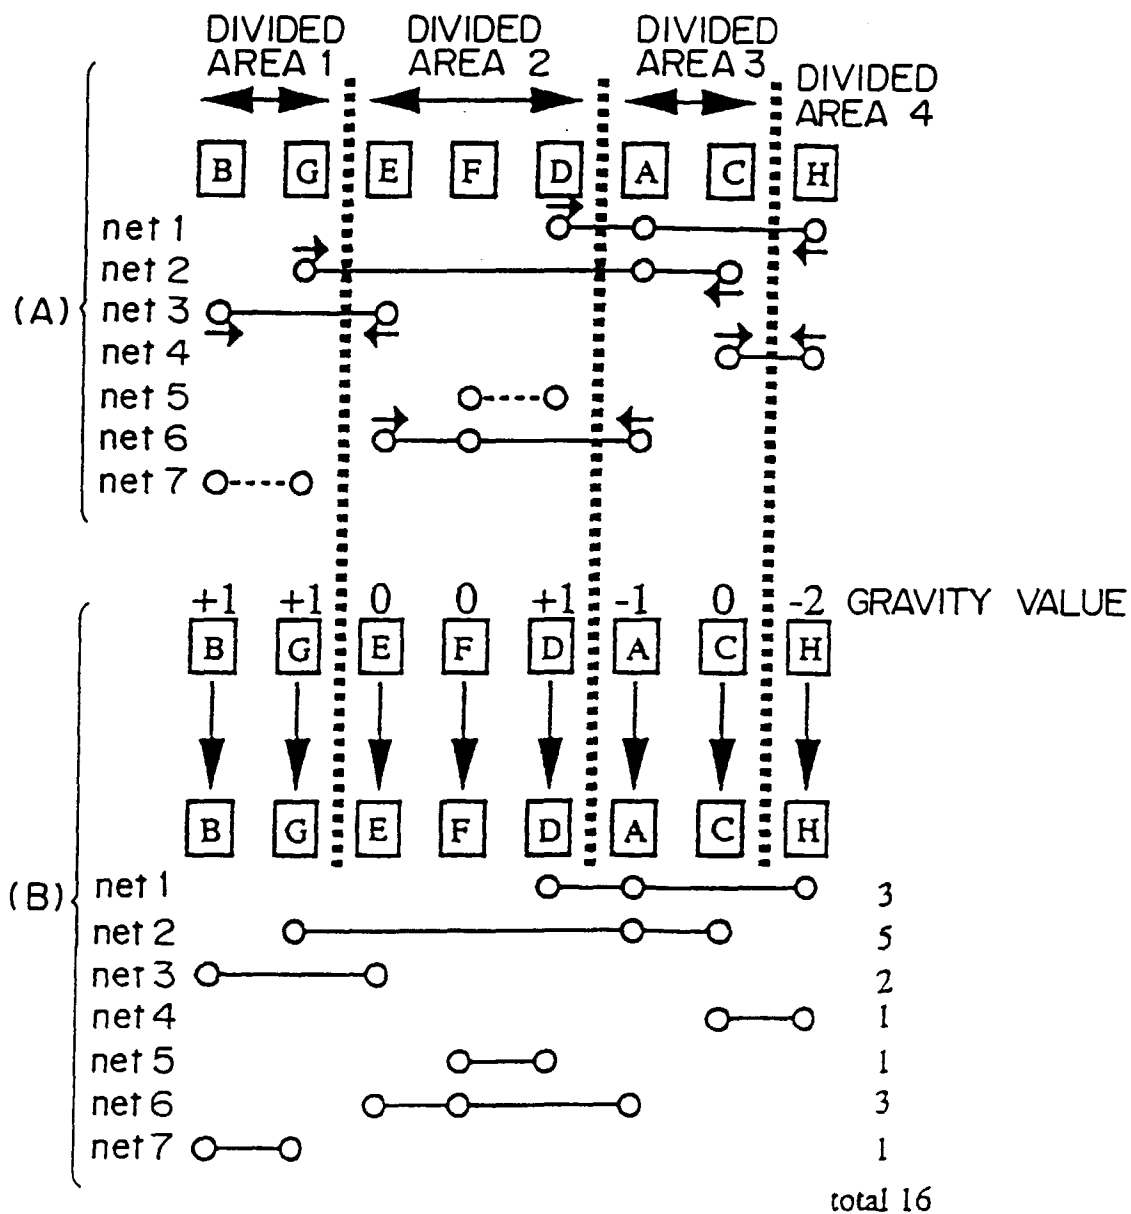 DIVIDED AREA 1
DIVIDED AREA 2
DIVIDED AREA 3
DIVIDED AREA 4
B G E F D A C H
(A)
net 1
net 2
net 3
net 4
net 5
net 6
net 7
+1 +1 0 0 +1 -1 0 -2 GRAVITY VALUE
B G E F D A C H
B G E F D A C H
(B)
net 1 3
net 2 5
net 3 2
net 4 1
net 5 1
net 6 3
net 7 1
total 16